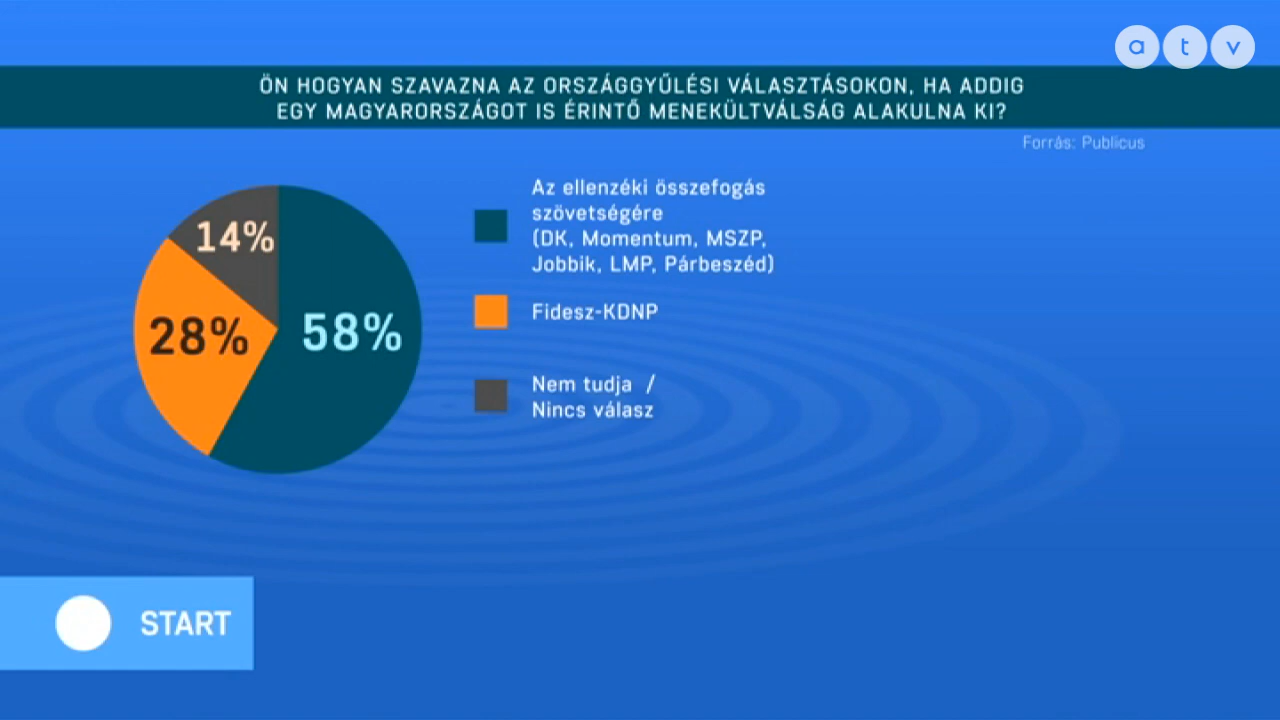 atv
ÖN HOGYAN SZAVAZNA AZ ORSZÁGGYŰLÉSI VÁLASZTÁSOKON, HA ADDIG
EGY MAGYARORSZÁGOT IS ÉRINTŐ MENEKÜLTVÁLSÁG ALAKULNA KI?
Forrás: Publicus
14%
28%
58%
Az ellenzéki összefogás
szövetségére
(DK, Momentum, MSZP,
Jobbik, LMP, Párbeszéd)
Fidesz-KDNP
Nem tudja /
Nincs válasz
START